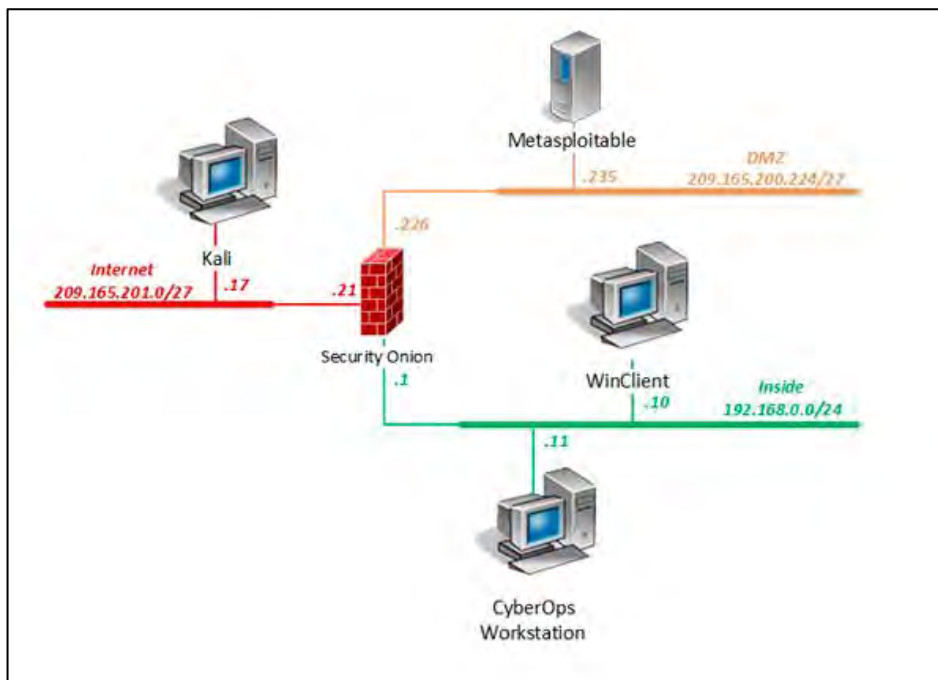 Metasploitable
DMZ
.235
209.165.200.224/27
.226
Kali
Internet
.17
209.165.201.0/27
.21
Security Onion
WinClient
.1
.10
Inside
192.168.0.0/24
.11
CyberOps
Workstation